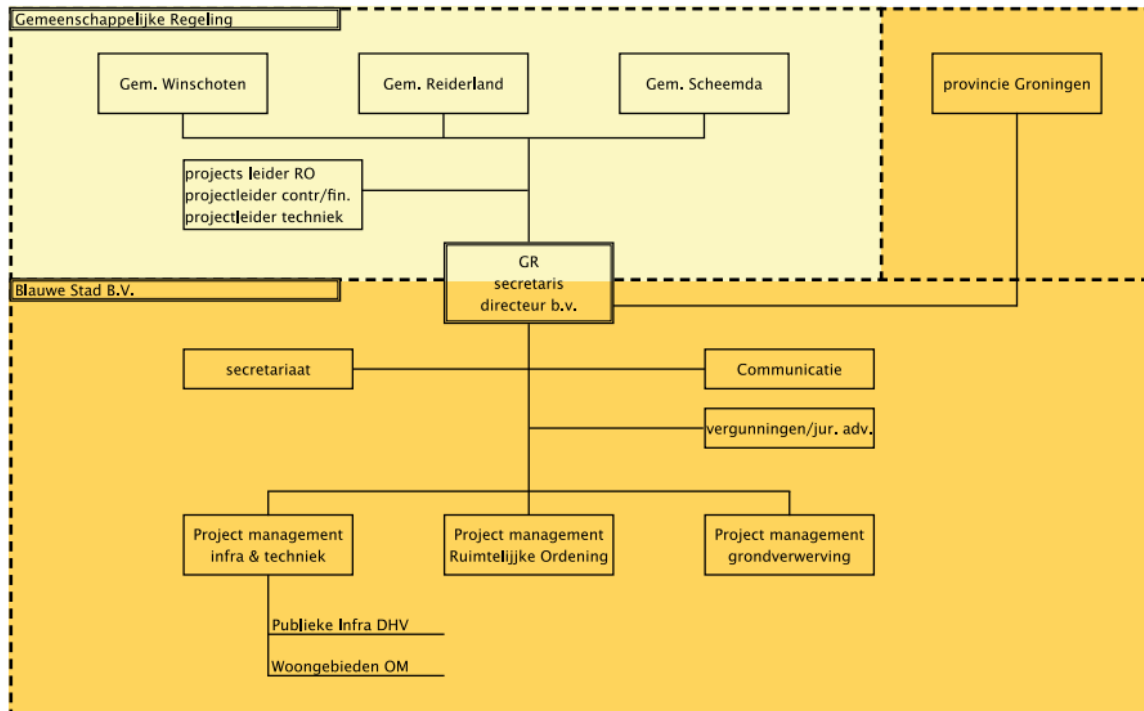 Gemeenschappelijke Regeling
Gem. Winschoten
Gem. Reiderland
Gem. Scheemda
provincie Groningen
projects leider RO
projectleider contr/fin.
projectleider techniek
GR
secretaris
directeur b.v.
Blauwe Stad B.V.
secretariaat
Communicatie
vergunningen/jur. adv.
Project management
infra & techniek
Project management
Ruimtelijjke Ordening
Project management
grondverwerving
Publieke Infra DHV
Woongebieden OM